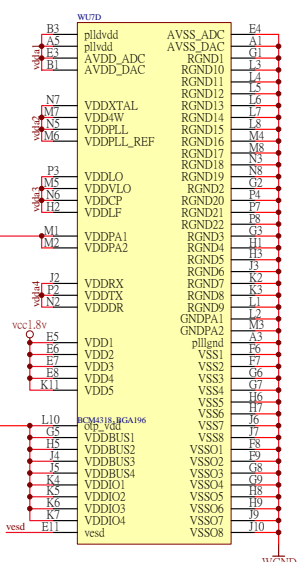 WU7D
B3 plldvdd AVSS_ADC E4
A5 pllvdd AVSS_DAC A1
vdda
E3 AVDD_ADC RGND1 G1
B1 AVDD_DAC RGND10 L3
RGND11 L4
RGND12 L5
N7 VDDXTAL RGND13 L6
M7 VDD4W RGND14 L7
vdda2
N5 VDDPLL RGND15 L8
M6 VDDPLL_REF RGND16 M4
RGND17 M8
RGND18 N3
P3 VDDLO RGND19 N8
M5 VDDVLO RGND2 G2
vdda3
N6 VDDCP RGND20 P4
H2 VDDLF RGND21 P7
RGND22 P8
M1 VDDPA1 RGND3 G3
M2 VDDPA2 RGND4 H1
RGND5 H3
RGND6 J3
J2 VDDRX RGND7 K2
vdda4
P2 VDDTX RGND8 K3
N2 VDDDR RGND9 L1
GNDPA1 L2
vcc1.8v
GNDPA2 M3
E5 VDD1 plllgnd A3
E6 VDD2 VSS1 F6
E7 VDD3 VSS2 F7
E8 VDD4 VSS3 G6
K11 VDD5 VSS4 G7
VSS5 H6
VSS6 H7
BCM4318_BGA196
L10 otp_vdd VSS7 J6
G5 VDDBUS1 VSS8 J7
H5 VDDBUS2 VSSO1 F8
J4 VDDBUS3 VSSO2 F9
J5 VDDBUS4 VSSO3 G8
K4 VDDIO1 VSSO4 G9
K5 VDDIO2 VSSO5 H8
K6 VDDIO3 VSSO6 H9
K7 VDDIO4 VSSO7 J9
vesd E11 vesd VSSO8 J10
WGND